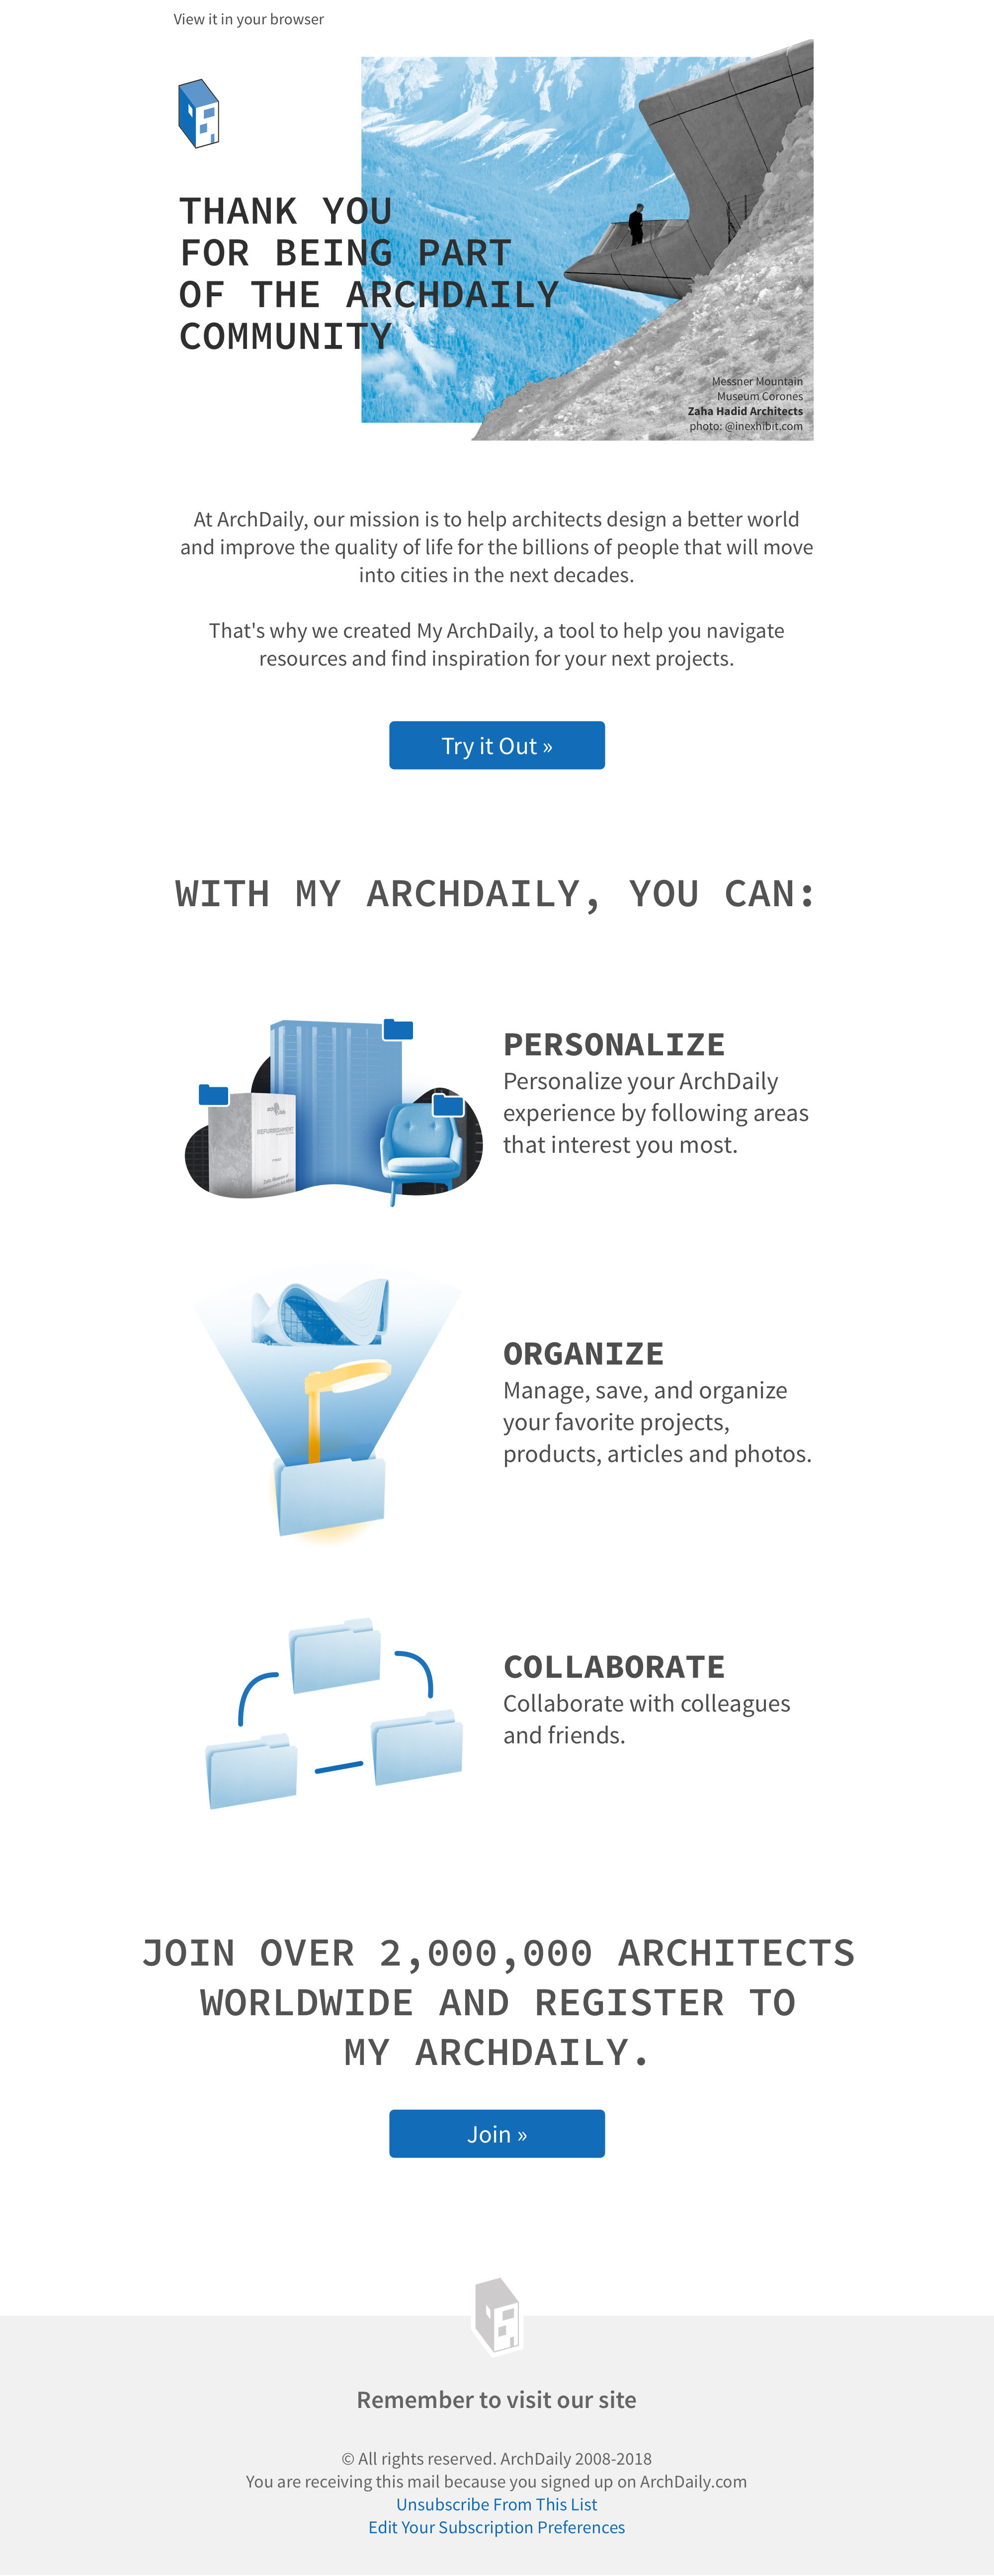 View it in your browser
THANK YOU
FOR BEING PART
OF THE ARCHDAILY
COMMUNITY
Messner Mountain
Museum Corones
Zaha Hadid Architects
photo: @inexhibit.com
At ArchDaily, our mission is to help architects design a better world
and improve the quality of life for the billions of people that will move
into cities in the next decades.
That's why we created My ArchDaily, a tool to help you navigate
resources and find inspiration for your next projects.
Try it Out »
WITH MY ARCHDAILY, YOU CAN:
REFURBISHMENT
PERSONALIZE
Personalize your ArchDaily
experience by following areas
that interest you most.
ORGANIZE
Manage, save, and organize
your favorite projects,
products, articles and photos.
COLLABORATE
Collaborate with colleagues
and friends.
JOIN OVER 2,000,000 ARCHITECTS
WORLDWIDE AND REGISTER TO
MY ARCHDAILY.
Join »
Remember to visit our site
© All rights reserved. ArchDaily 2008-2018
You are receiving this mail because you signed up on ArchDaily.com
Unsubscribe From This List
Edit Your Subscription Preferences